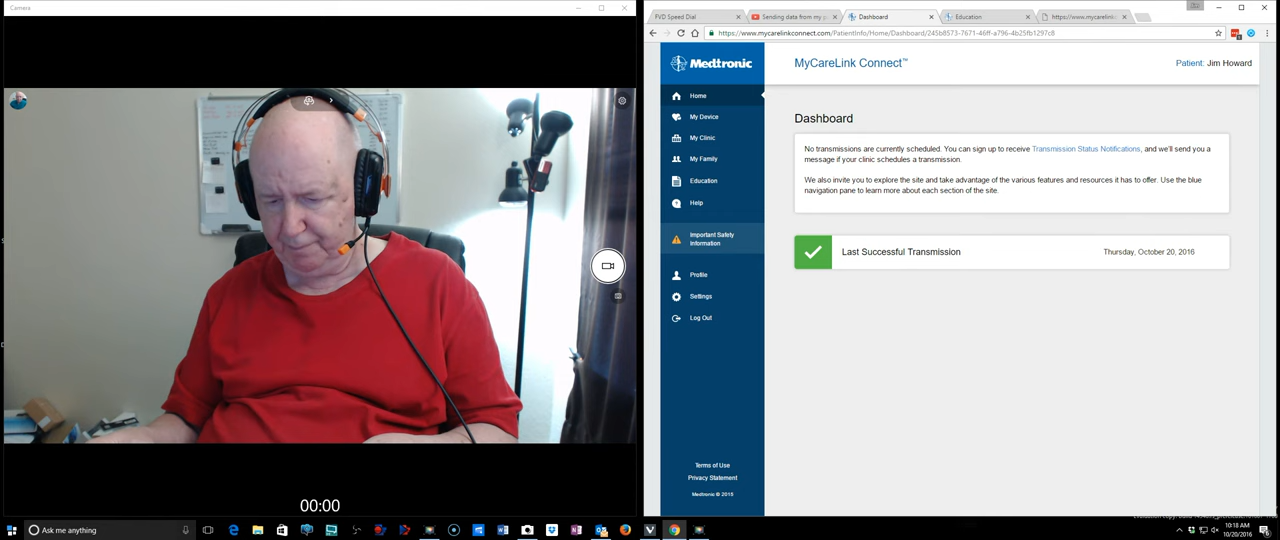 Camera
FVD Speed Dial
Sending data from my p
Dashboard
Education
https://www.mycarelink
https://www.mycarelinkconnect.com/PatientInfo/Home/Dashboard/245b8573-7671-46ff-a796-4b25fb1297c8
Medtronic
MyCareLink Connect™
Patient: Jim Howard
Home
My Device
My Clinic
My Family
Education
Help
Important Safety
Information
Profile
Settings
Log Out
Terms of Use
Privacy Statement
Medtronic © 2015
Dashboard
No transmissions are currently scheduled. You can sign up to receive Transmission Status Notifications, and we'll send you a
message if your clinic schedules a transmission.
We also invite you to explore the site and take advantage of the various features and resources it has to offer. Use the blue
navigation pane to learn more about each section of the site.
Last Successful Transmission
Thursday, October 20, 2016
00:00
Ask me anything
10:18 AM
10/20/2016